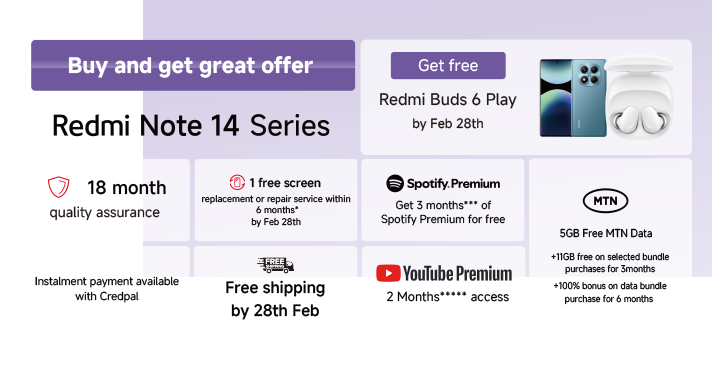 Buy and get great offer
Redmi Note 14 Series
Get free
Redmi Buds 6 Play
by Feb 28th
18 month
quality assurance
1 free screen
replacement or repair service within
6 months*
by Feb 28th
Spotify Premium
Get 3 months*** of
Spotify Premium for free
MTN
5GB Free MTN Data
+11GB free on selected bundle
purchases for 3months
+100% bonus on data bundle
purchase for 6 months
Instalment payment available
with Credpal
FREE
Free shipping
by 28th Feb
YouTube Premium
2 Months***** access